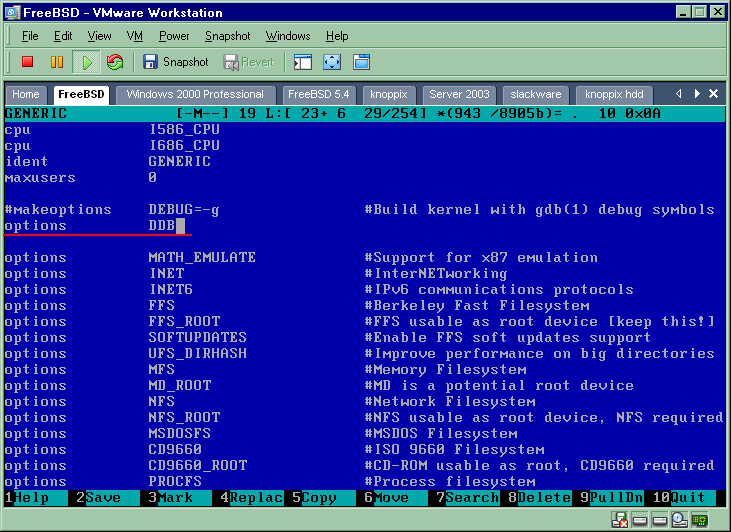 FreeBSD - VMware Workstation
File Edit View VM Power Snapshot Windows Help
Snapshot Revert
Home FreeBSD Windows 2000 Professional FreeBSD 5.4 knoppix Server 2003 slackware knoppix hdd
GENERIC [-M--] 19 L:[ 23+ 6 29/254] *(943 /8905b)= . 10 0x0A
cpu I586_CPU
cpu I686_CPU
ident GENERIC
maxusers 0
#makeoptions DEBUG=-g #Build kernel with gdb(1) debug symbols
options DDB
options MATH_EMULATE #Support for x87 emulation
options INET #InterNETworking
options INET6 #IPv6 communications protocols
options FFS #Berkeley Fast Filesystem
options FFS_ROOT #FFS usable as root device [keep this!]
options SOFTUPDATES #Enable FFS soft updates support
options UFS_DIRHASH #Improve performance on big directories
options MFS #Memory Filesystem
options MD_ROOT #MD is a potential root device
options NFS #Network Filesystem
options NFS_ROOT #NFS usable as root device, NFS required
options MSDOSFS #MSDOS Filesystem
options CD9660 #ISO 9660 Filesystem
options CD9660_ROOT #CD-ROM usable as root, CD9660 required
options PROCFS #Process filesystem
1Help 2Save 3Mark 4Replac 5Copy 6Move 7Search 8Delete 9PullDn 10Quit